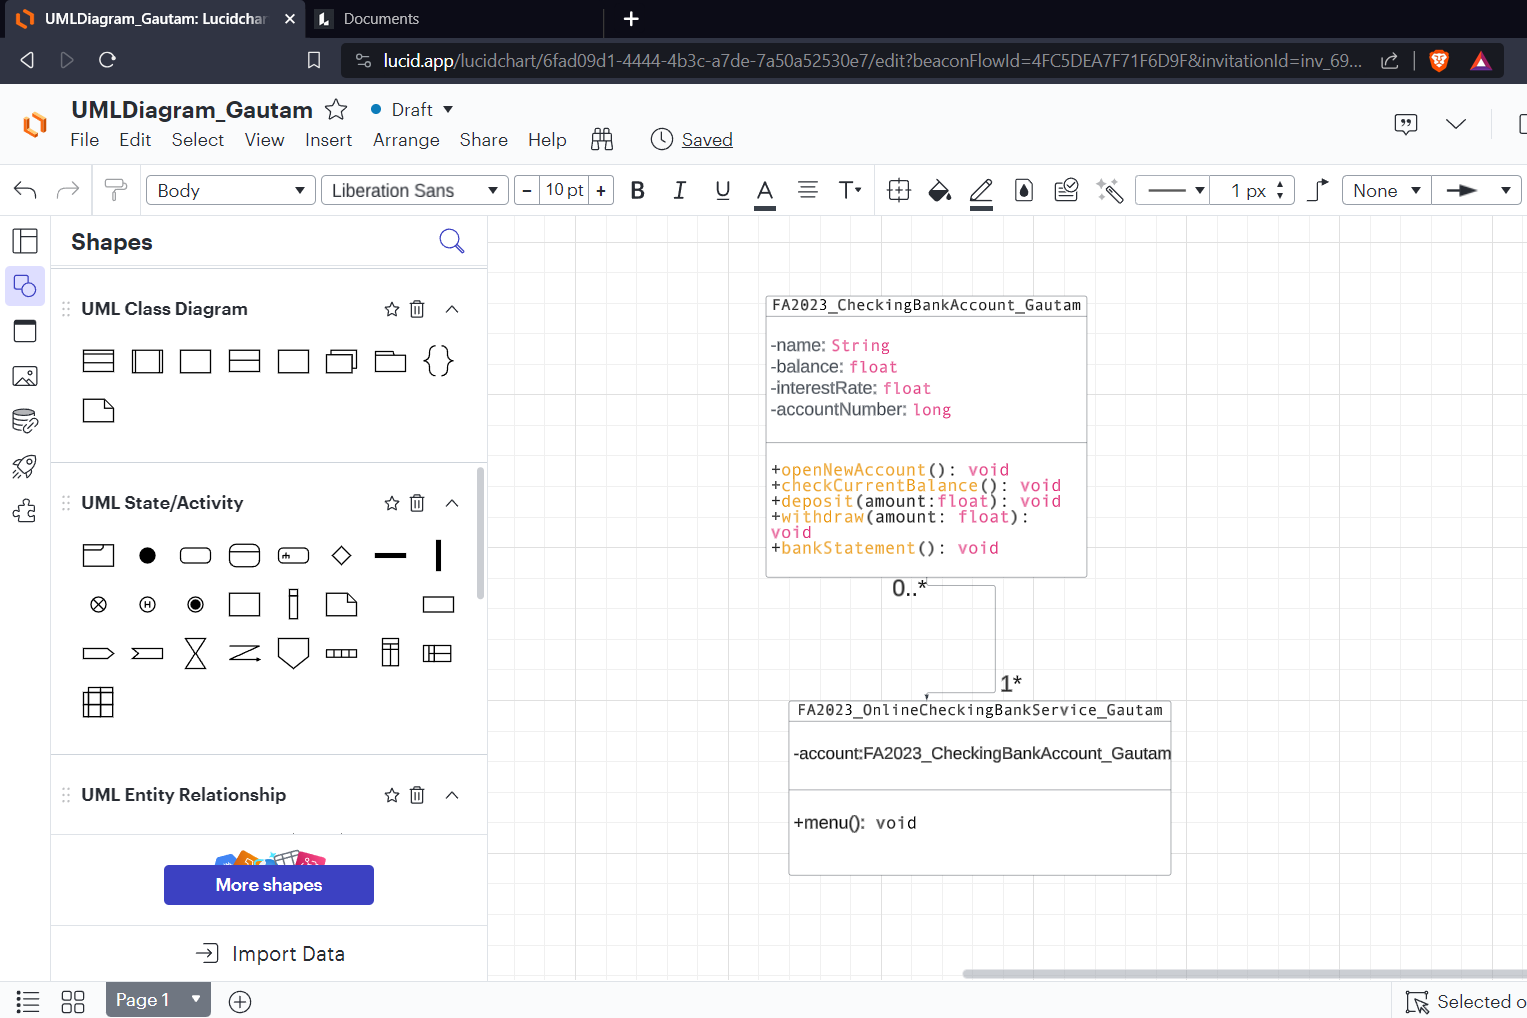 UMLDiagram_Gautam: Lucidchar
Documents
lucid.app/lucidchart/6fad09d1-4444-4b3c-a7de-7a50a52530e7/edit?beaconFlowId=4FC5DEA7F71F6D9F&invitationId=inv_69...
UMLDiagram_Gautam
Draft
File Edit Select View Insert Arrange Share Help
Saved
Body
Liberation Sans
- 10 pt +
B I U A T
1 px
None
Shapes
UML Class Diagram
UML State/Activity
H
UML Entity Relationship
More shapes
Import Data
Page 1
Selected o
FA2023_CheckingBankAccount_Gautam
-name: String
-balance: float
-interestRate: float
-accountNumber: long
+openNewAccount(): void
+checkCurrentBalance(): void
+deposit(amount:float): void
+withdraw(amount: float):
void
+bankStatement(): void
0..*
1*
FA2023_OnlineCheckingBankService_Gautam
-account:FA2023_CheckingBankAccount_Gautam
+menu(): void